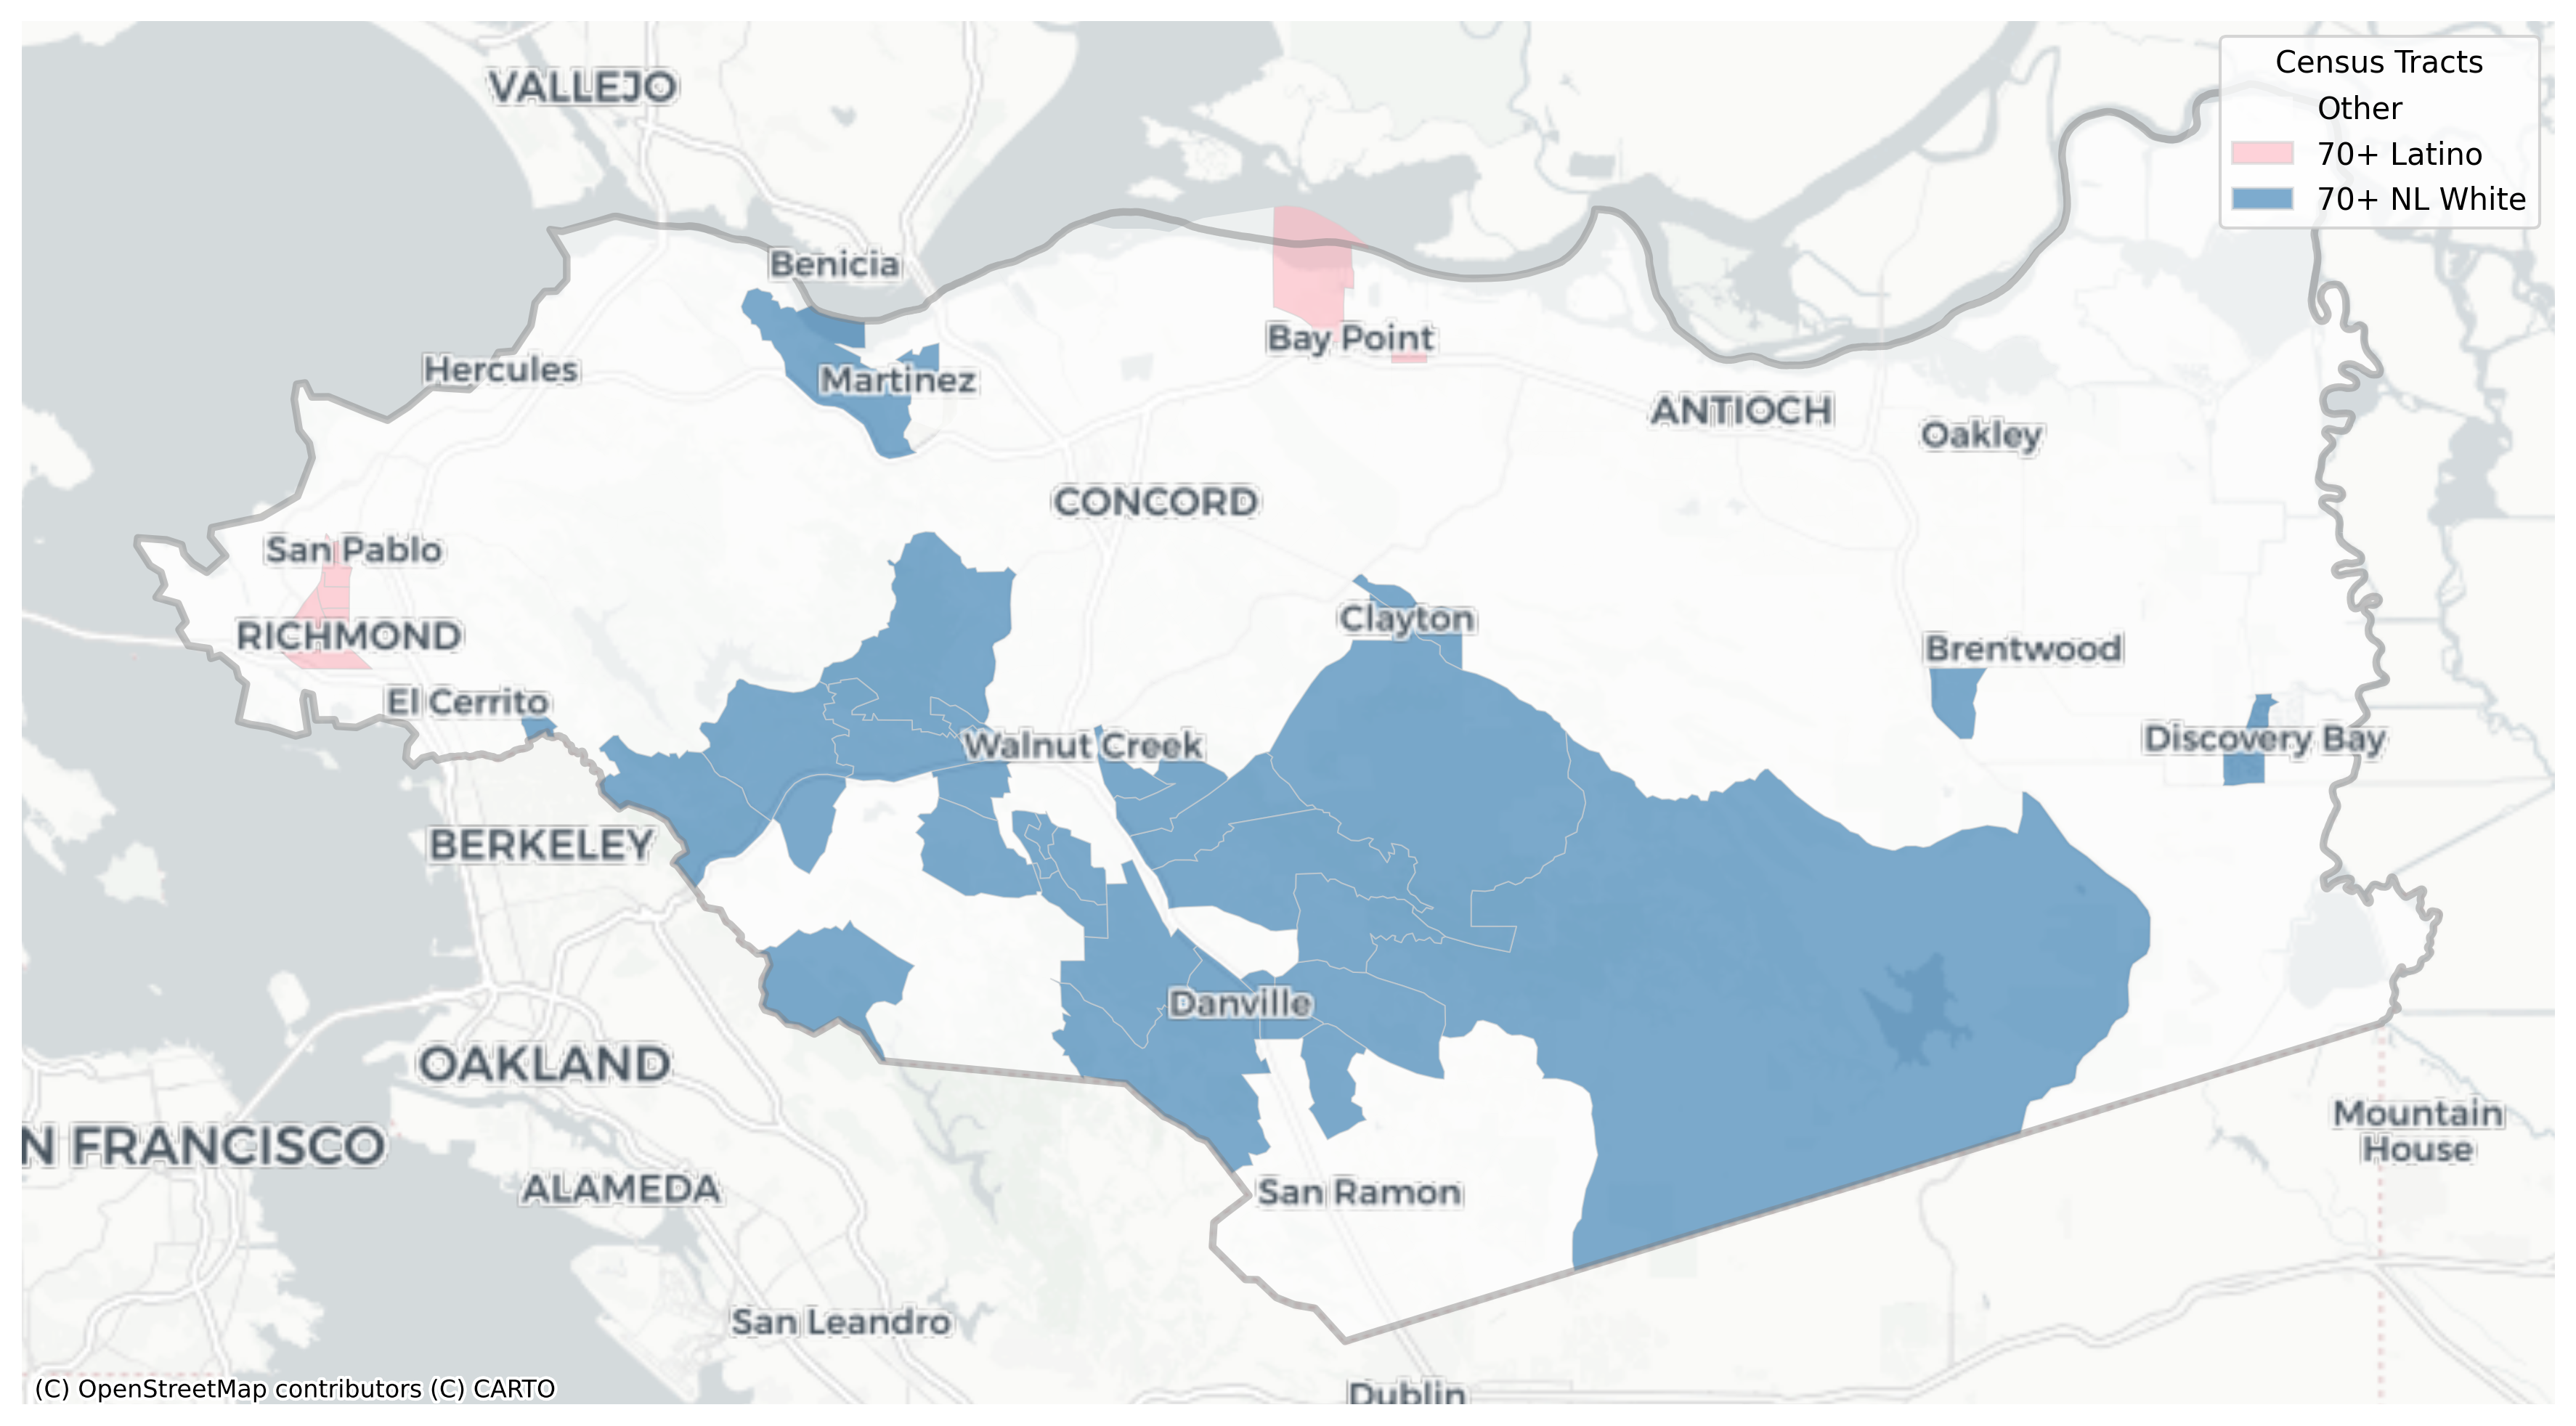 Census Tracts
Other
70+ Latino
70+ NL White
VALLEJO
Benicia
Hercules
Martinez
Bay Point
ANTIOCH
Oakley
CONCORD
San Pablo
RICHMOND
El Cerrito
Clayton
Brentwood
Walnut Creek
Discovery Bay
BERKELEY
Danville
OAKLAND
N FRANCISCO
ALAMEDA
San Ramon
Mountain
House
San Leandro
Dublin
(C) OpenStreetMap contributors (C) CARTO